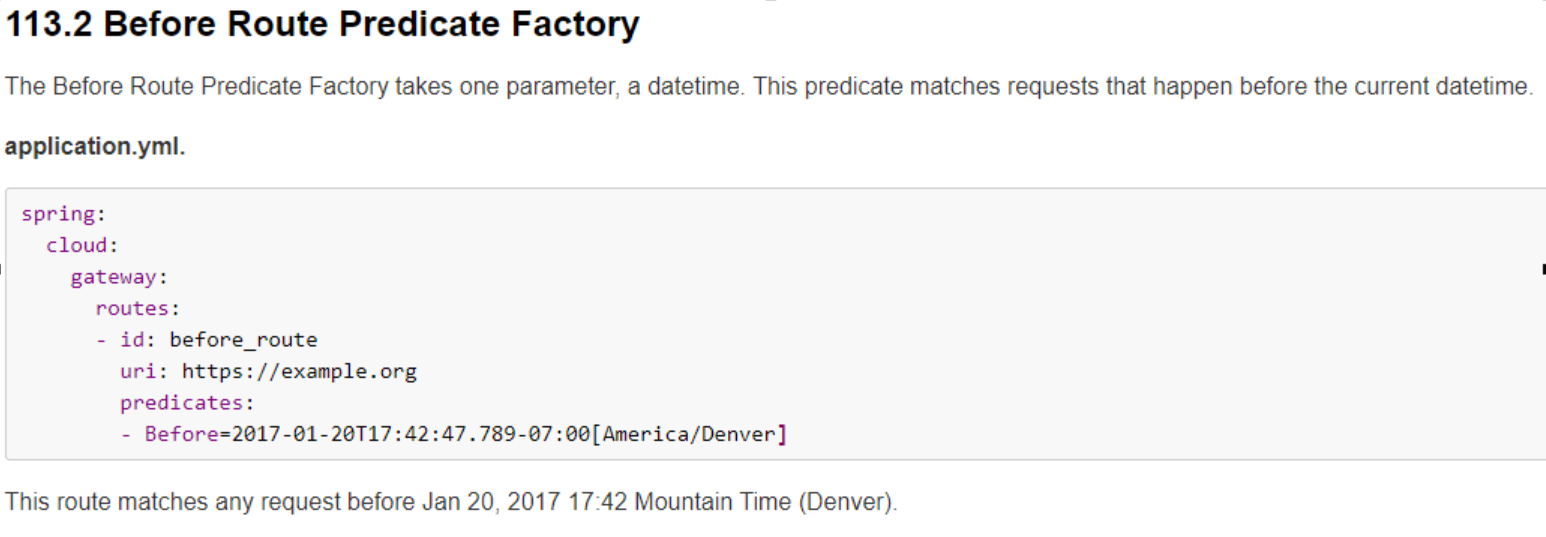 113.2 Before Route Predicate Factory
The Before Route Predicate Factory takes one parameter, a datetime. This predicate matches requests that happen before the current datetime.
application.yml.
spring:
  cloud:
    gateway:
      routes:
      - id: before_route
        uri: https://example.org
        predicates:
        - Before=2017-01-20T17:42:47.789-07:00[America/Denver]
This route matches any request before Jan 20, 2017 17:42 Mountain Time (Denver).